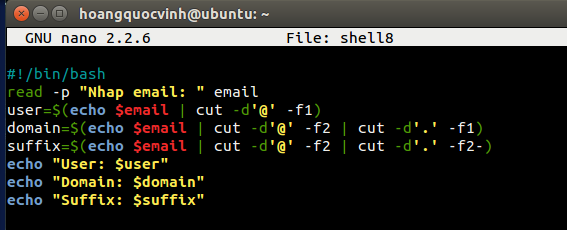 hoangquocvinh@ubuntu: ~
GNU nano 2.2.6 File: shell8
#!/bin/bash
read -p "Nhap email: " email
user=$(echo $email | cut -d'@' -f1)
domain=$(echo $email | cut -d'@' -f2 | cut -d'.' -f1)
suffix=$(echo $email | cut -d'@' -f2 | cut -d'.' -f2-)
echo "User: $user"
echo "Domain: $domain"
echo "Suffix: $suffix"